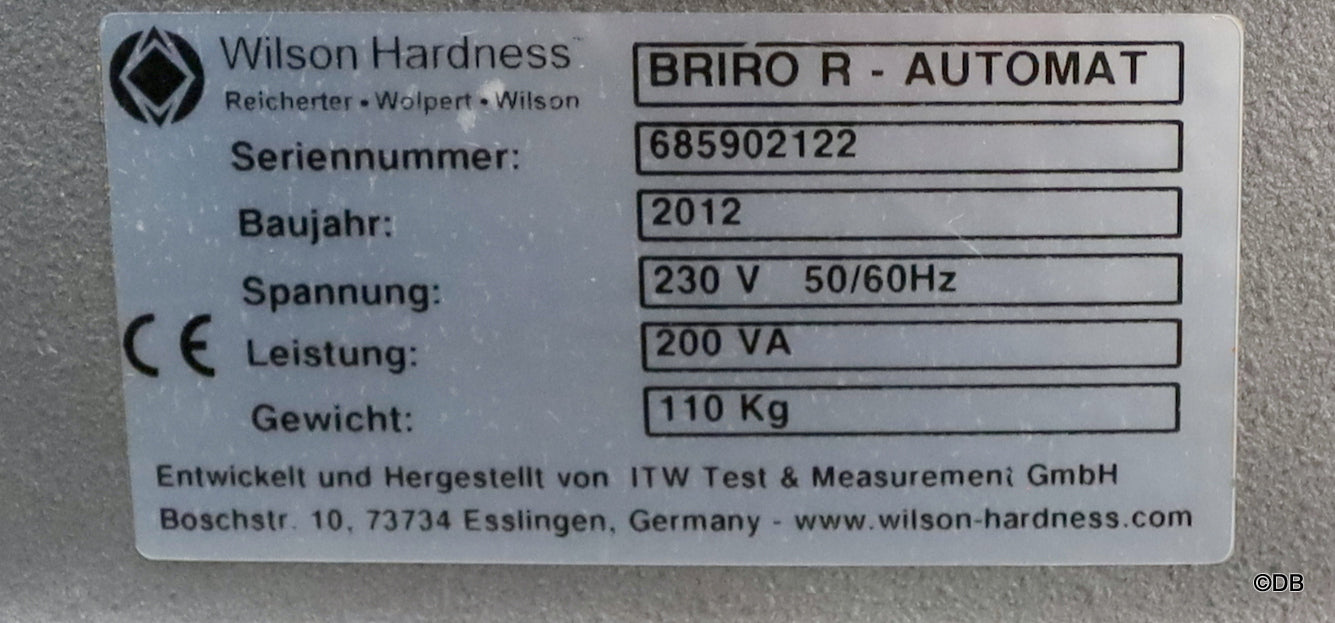 Wilson Hardness™
Reicherter • Wolpert • Wilson
BRIRO R - AUTOMAT
Seriennummer: 685902122
Baujahr: 2012
Spannung: 230 V 50/60Hz
CE Leistung: 200 VA
Gewicht: 110 Kg
Entwickelt und Hergestellt von ITW Test & Measurement GmbH
Boschstr. 10, 73734 Esslingen, Germany - www.wilson-hardness.com
©DB